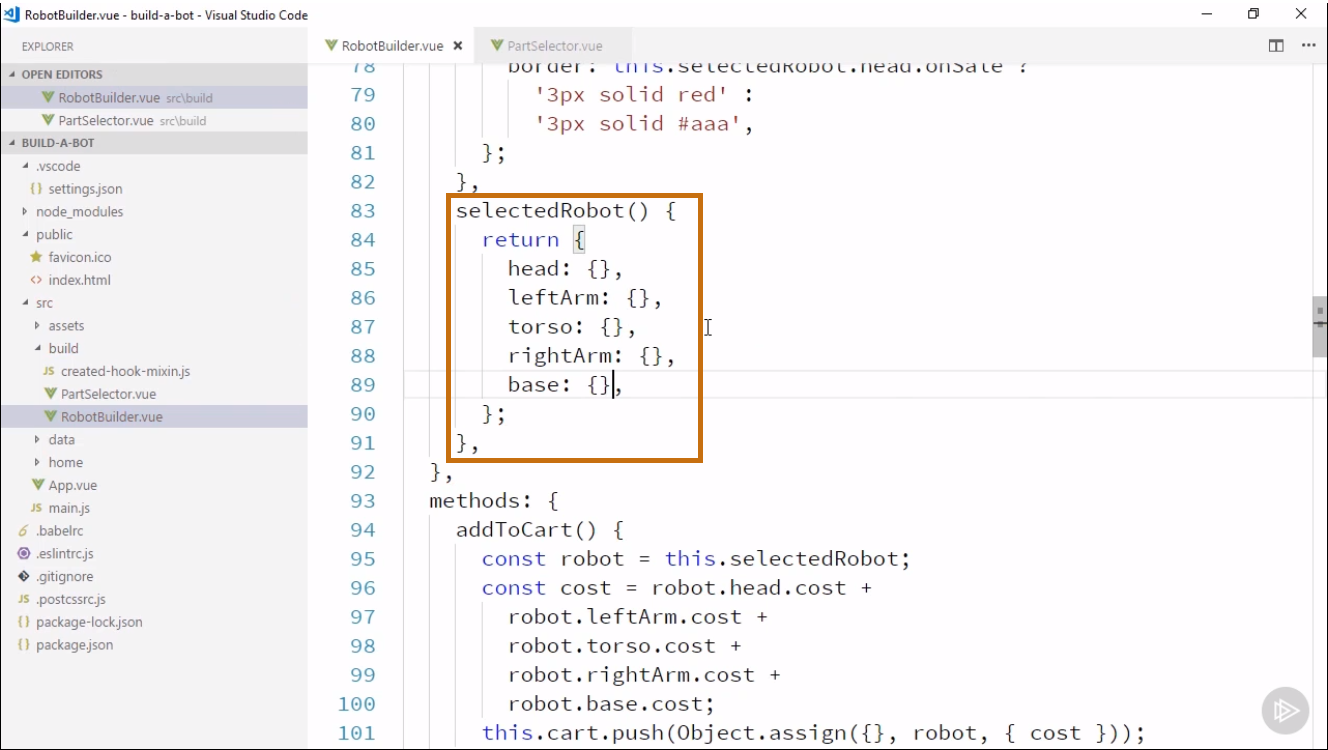 RobotBuilder.vue - build-a-bot - Visual Studio Code
EXPLORER
OPEN EDITORS
RobotBuilder.vue src\build
PartSelector.vue src\build
BUILD-A-BOT
.vscode
{} settings.json
node_modules
public
favicon.ico
<> index.html
src
assets
build
JS created-hook-mixin.js
PartSelector.vue
RobotBuilder.vue
data
home
App.vue
JS main.js
.babelrc
.eslintrc.js
.gitignore
JS .postcssrc.js
{} package-lock.json
{} package.json
RobotBuilder.vue
PartSelector.vue
78 border: this.selectedRobot.head.onSale ?
79 '3px solid red' :
80 '3px solid #aaa',
81 };
82 },
83 selectedRobot() {
84 return {
85 head: {},
86 leftArm: {},
87 torso: {},
88 rightArm: {},
89 base: {},
90 };
91 },
92 },
93 methods: {
94 addToCart() {
95 const robot = this.selectedRobot;
96 const cost = robot.head.cost +
97 robot.leftArm.cost +
98 robot.torso.cost +
99 robot.rightArm.cost +
100 robot.base.cost;
101 this.cart.push(Object.assign({}, robot, { cost }));